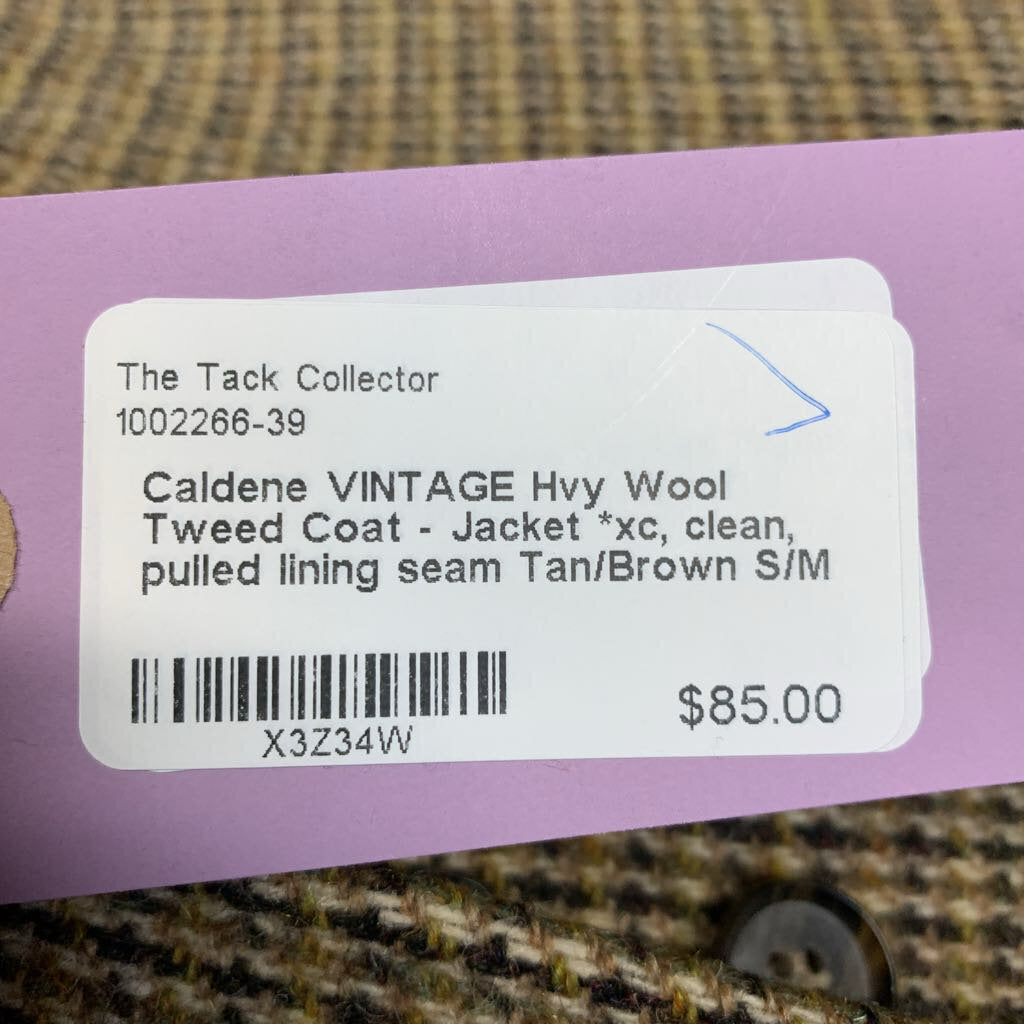 The Tack Collector
1002266-39
Caldene VINTAGE Hvy Wool
Tweed Coat - Jacket *xc, clean,
pulled lining seam Tan/Brown S/M
X3Z34W
$85.00